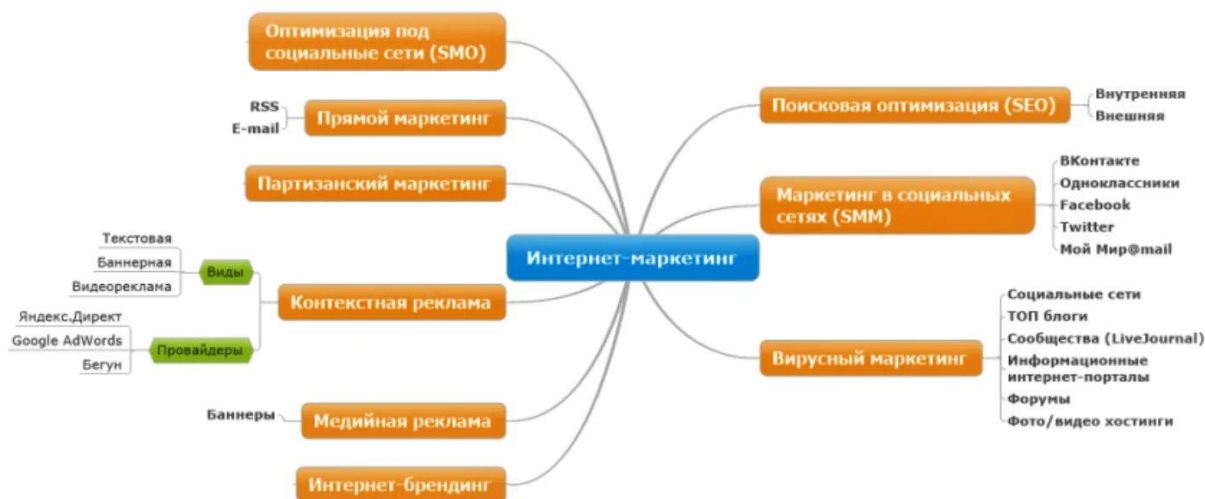 Оптимизация под
социальные сети (SMO)
RSS
E-mail
Прямой маркетинг
Партизанский маркетинг
Текстовая
Баннерная
Видеореклама
Виды
Яндекс.Директ
Google AdWords
Бегун
Провайдеры
Контекстная реклама
Баннеры
Медийная реклама
Интернет-брендинг
Интернет-маркетинг
Поисковая оптимизация (SEO)
Внутренняя
Внешняя
Маркетинг в социальных
сетях (SMM)
ВКонтакте
Одноклассники
Facebook
Twitter
Мой Мир@mail
Вирусный маркетинг
Социальные сети
ТОП блоги
Сообщества (LiveJournal)
Информационные
интернет-порталы
Форумы
Фото/видео хостинги